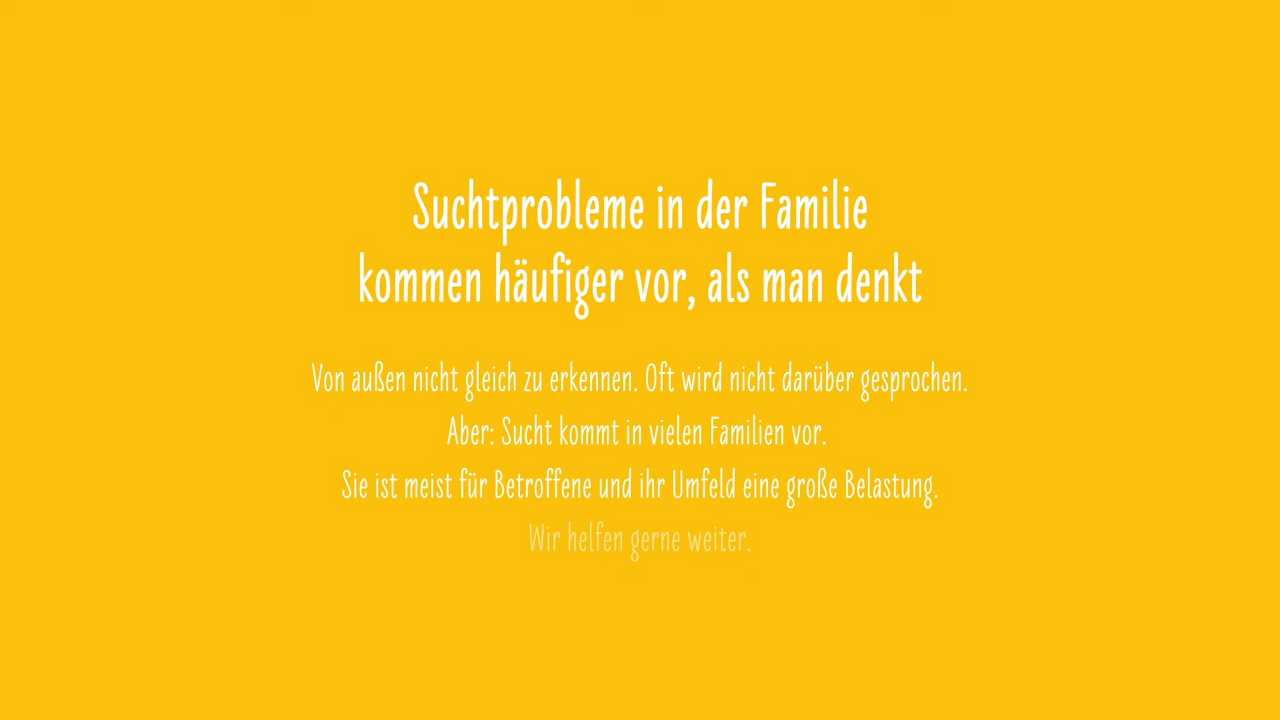 Suchtprobleme in der Familie
kommen häufiger vor, als man denkt
Von außen nicht gleich zu erkennen. Oft wird nicht darüber gesprochen.
Aber: Sucht kommt in vielen Familien vor.
Sie ist meist für Betroffene und ihr Umfeld eine große Belastung.
Wir helfen gerne weiter.